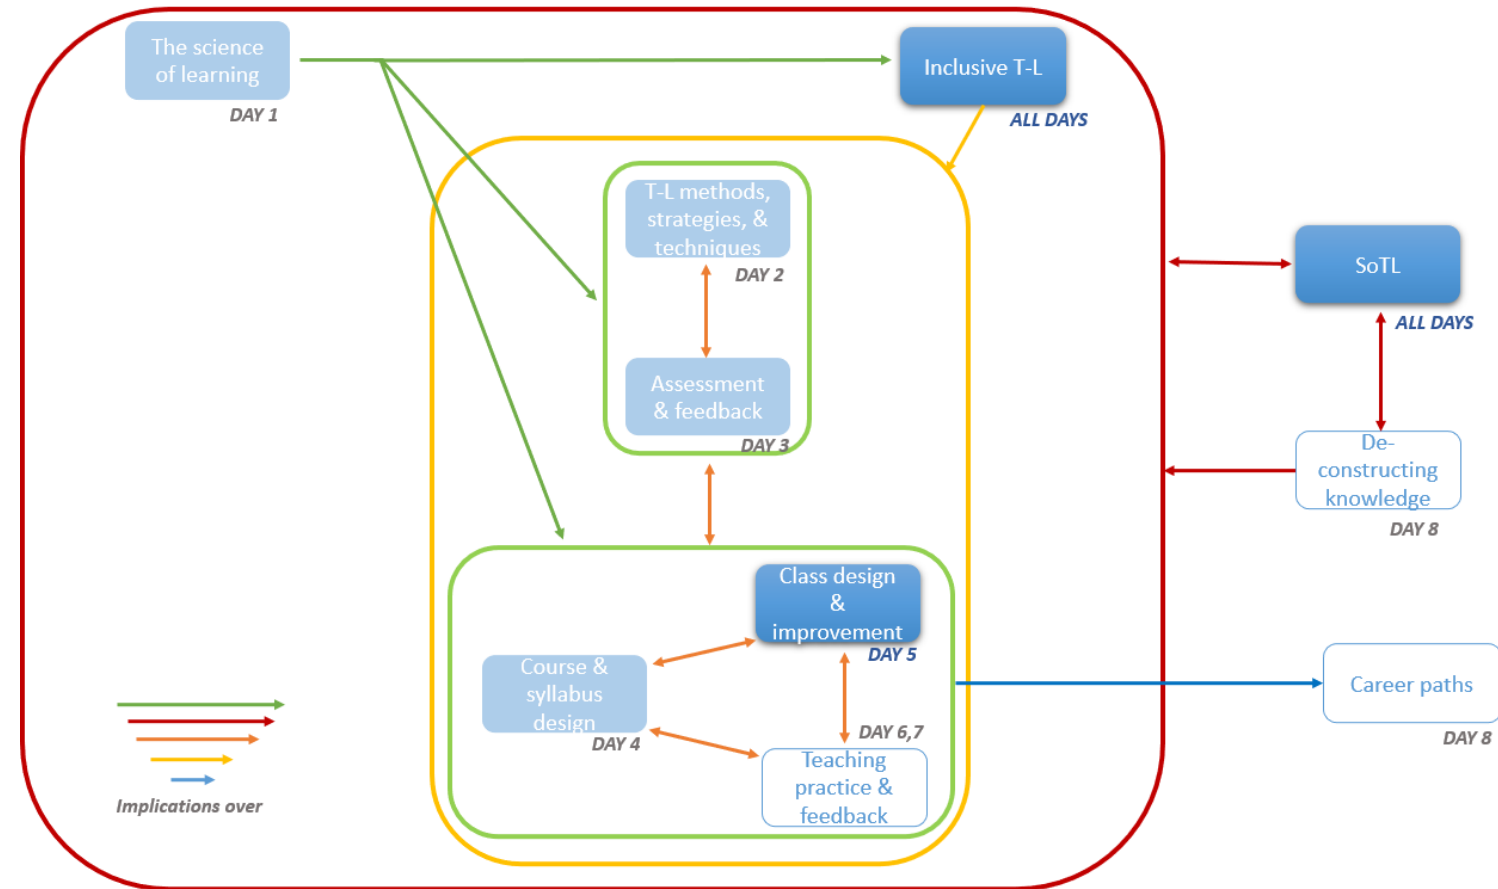 The science
of learning
DAY 1
Inclusive T-L
ALL DAYS
T-L methods,
strategies, &
techniques
DAY 2
Assessment
& feedback
DAY 3
SoTL
ALL DAYS
De-
constructing
knowledge
DAY 8
Class design
&
improvement
DAY 5
Course &
syllabus
design
DAY 4
DAY 6,7
Teaching
practice &
feedback
Career paths
DAY 8
Implications over